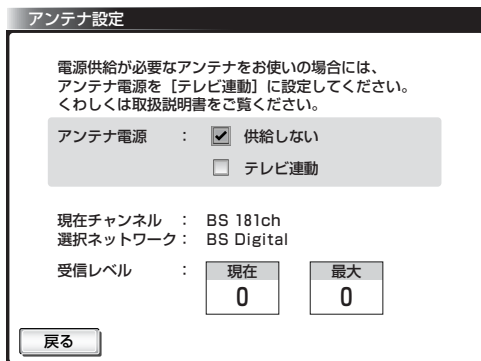 アンテナ設定
電源供給が必要なアンテナをお使いの場合には、
アンテナ電源を［テレビ連動］に設定してください。
くわしくは取扱説明書をご覧ください。
アンテナ電源 : 供給しない
テレビ連動
現在チャンネル : BS 181ch
選択ネットワーク : BS Digital
受信レベル : 現在 最大
0 0
戻る